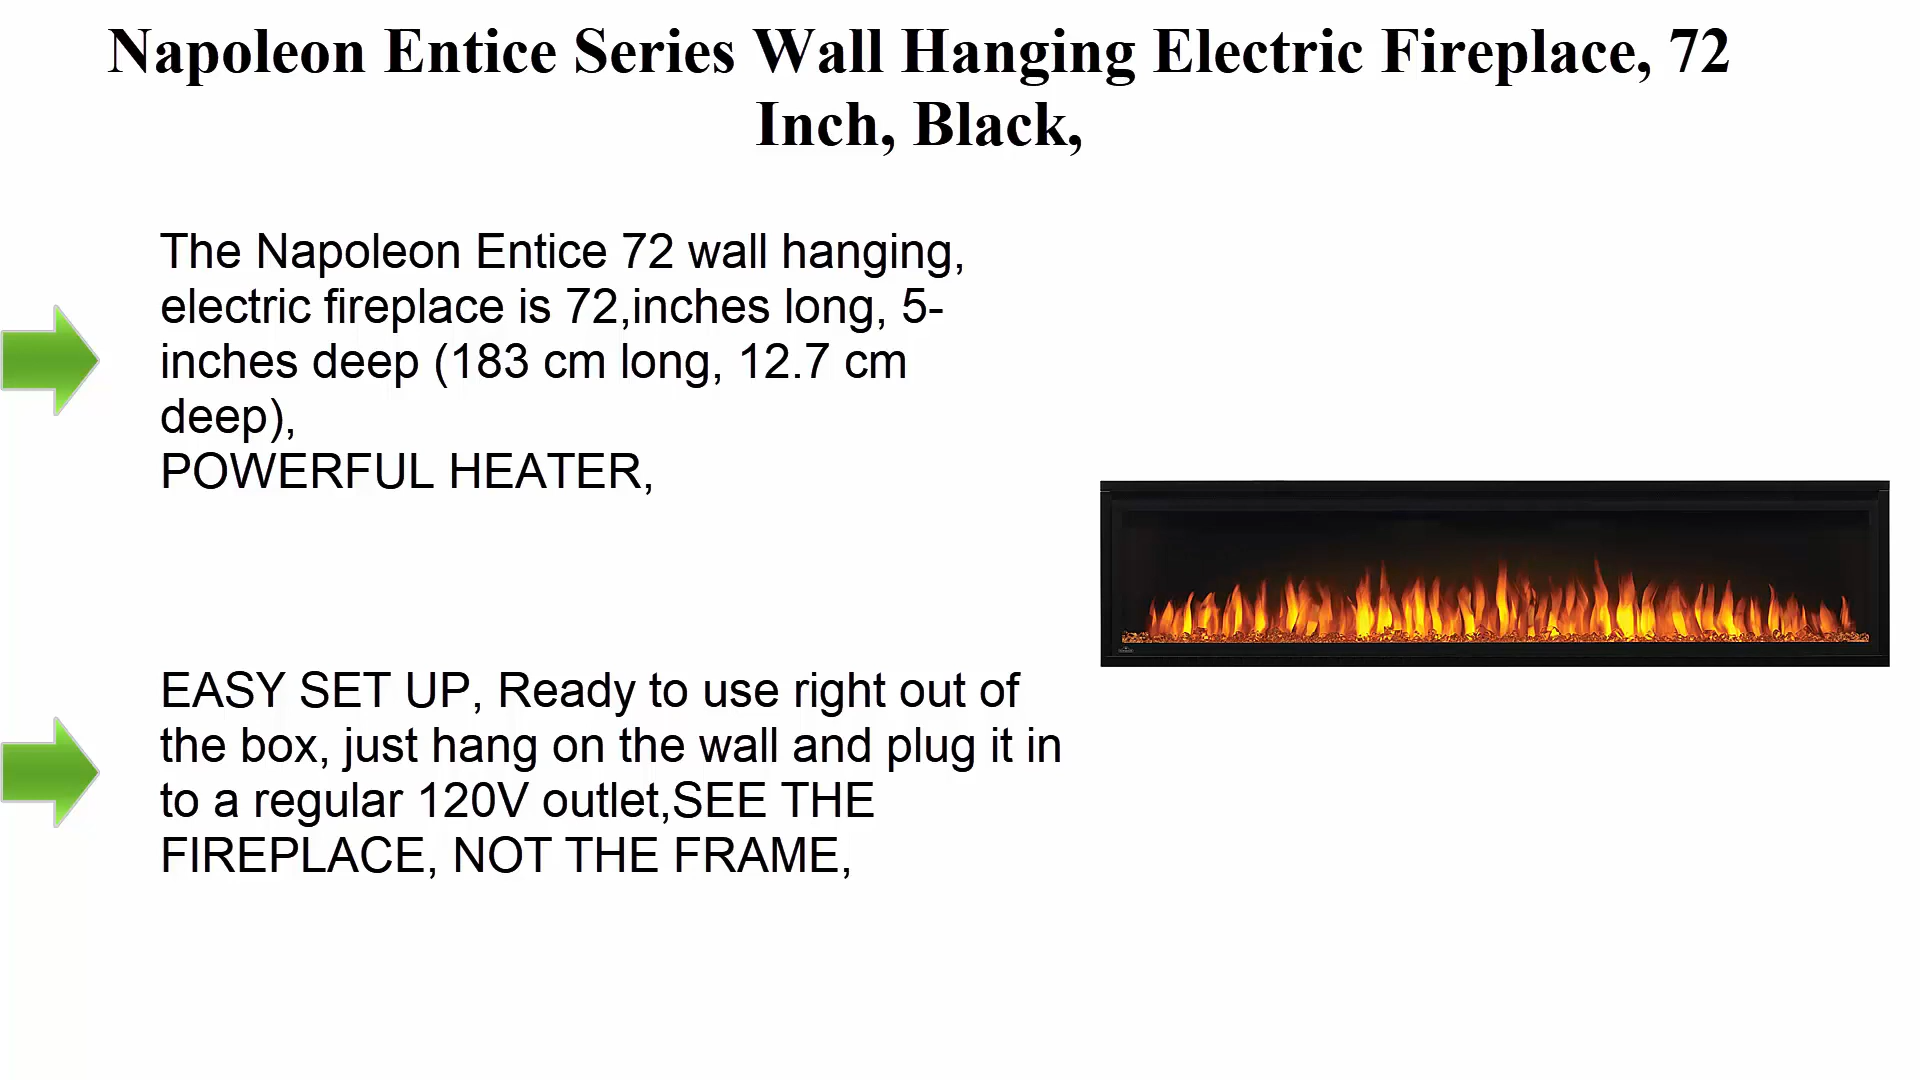 Napoleon Entice Series Wall Hanging Electric Fireplace, 72
Inch, Black,
The Napoleon Entice 72 wall hanging,
electric fireplace is 72,inches long, 5-
inches deep (183 cm long, 12.7 cm
deep),
POWERFUL HEATER,
EASY SET UP, Ready to use right out of
the box, just hang on the wall and plug it in
to a regular 120V outlet,SEE THE
FIREPLACE, NOT THE FRAME,